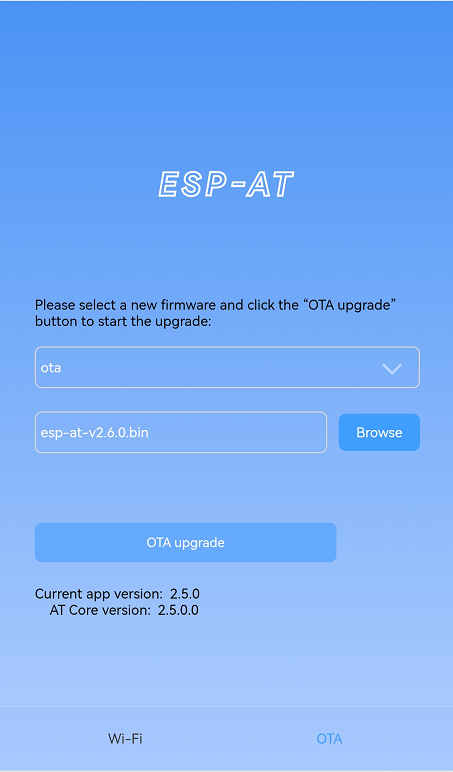 ESP-AT
Please select a new firmware and click the “OTA upgrade”
button to start the upgrade:
ota
esp-at-v2.6.0.bin
Browse
OTA upgrade
Current app version: 2.5.0
AT Core version: 2.5.0.0
Wi-Fi
OTA